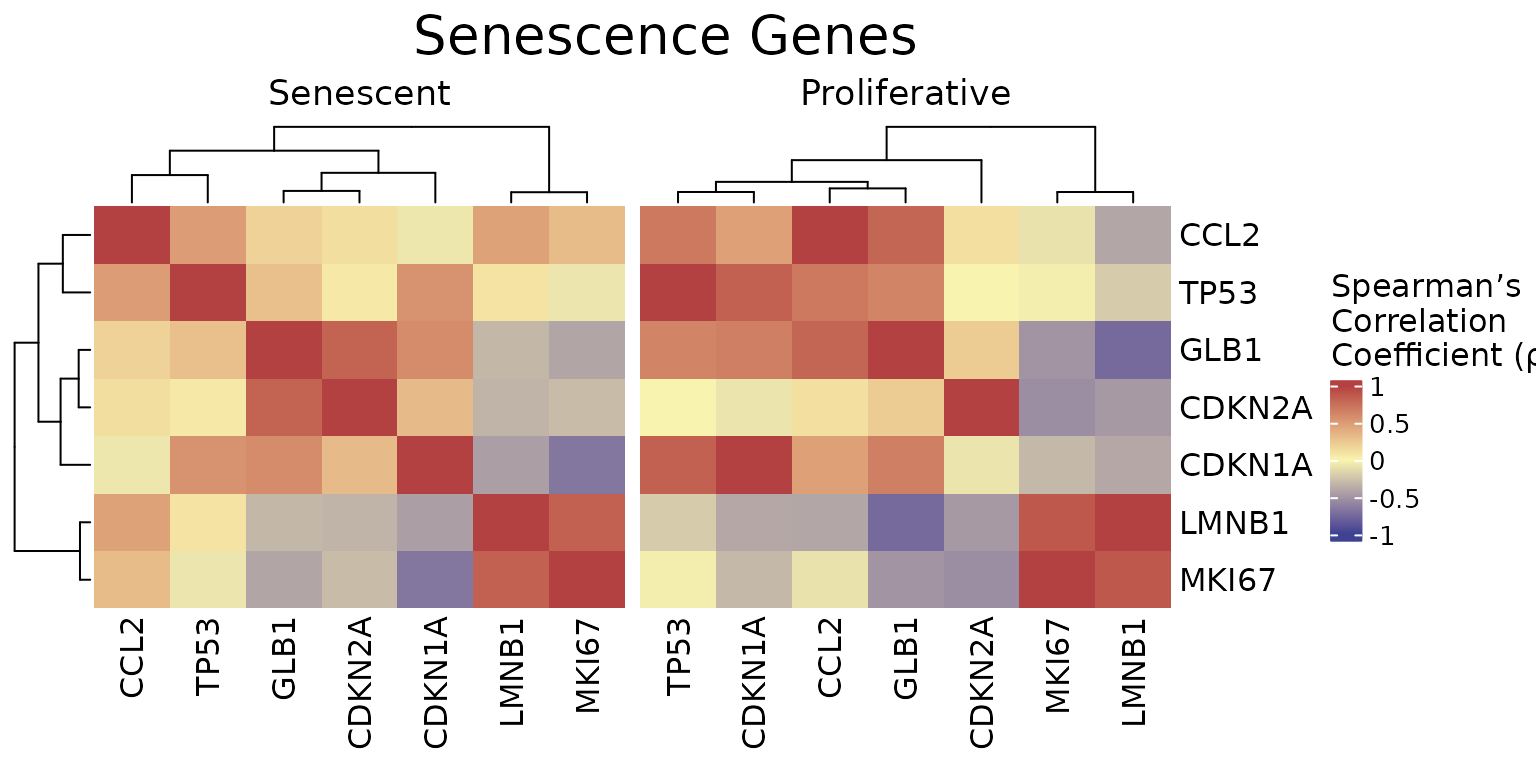 Senescence Genes
Senescent
Proliferative
CCL2
TP53
GLB1
CDKN2A
CDKN1A
LMNB1
MKI67
Spearman’s
Correlation
Coefficient (ρ
1
0.5
0
-0.5
-1
CCL2
TP53
GLB1
CDKN2A
CDKN1A
LMNB1
MKI67
TP53
CDKN1A
CCL2
GLB1
CDKN2A
MKI67
LMNB1